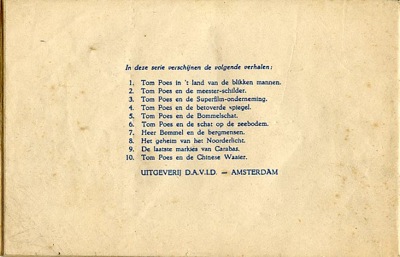 In deze serie verschijnen de volgende verhalen:
1. Tom Poes in 't land van de blikken mannen.
2. Tom Poes en de meester-schilder.
3. Tom Poes en de Superfilm-onderneming.
4. Tom Poes en de betoverde spiegel.
5. Tom Poes en de Bommelschat.
6. Tom Poes en de schat op de zeebodem.
7. Heer Bommel en de bergmensen.
8. Het geheim van het Noorderlicht.
9. De laatste markies van Carabas.
10. Tom Poes en de Chinese Waaier.
UITGEVERIJ D.A.V.I.D. — AMSTERDAM